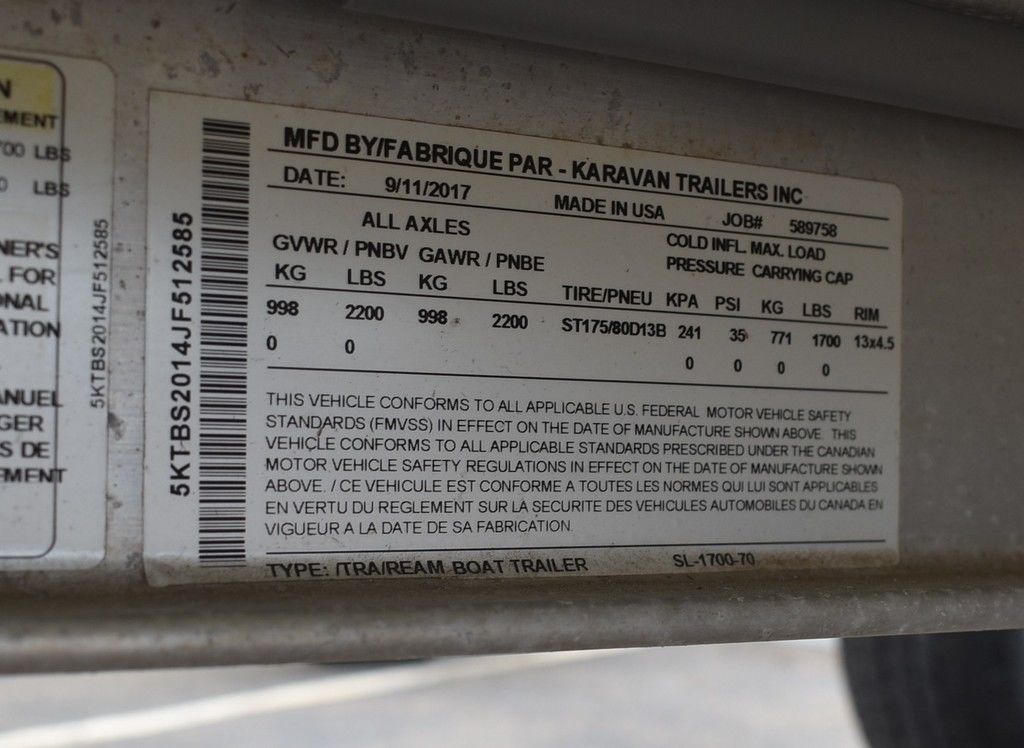 N
EMENT
700 LBS
0 LBS
NER'S
L FOR
ONAL
ATION
ANUEL
GER
S DE
EMENT
5KTBS2014JF512585
5KTBS2014JF512585
MFD BY/FABRIQUE PAR - KARAVAN TRAILERS INC
DATE: 9/11/2017 MADE IN USA JOB# 589758
ALL AXLES COLD INFL. MAX. LOAD
GVWR / PNBV GAWR / PNBE PRESSURE CARRYING CAP
KG LBS KG LBS TIRE/PNEU KPA PSI KG LBS RIM
998 2200 998 2200 ST175/80D13B 241 35 771 1700 13x4.5
0 0 0 0 0 0
THIS VEHICLE CONFORMS TO ALL APPLICABLE U.S. FEDERAL MOTOR VEHICLE SAFETY
STANDARDS (FMVSS) IN EFFECT ON THE DATE OF MANUFACTURE SHOWN ABOVE. THIS
VEHICLE CONFORMS TO ALL APPLICABLE STANDARDS PRESCRIBED UNDER THE CANADIAN
MOTOR VEHICLE SAFETY REGULATIONS IN EFFECT ON THE DATE OF MANUFACTURE SHOWN
ABOVE. / CE VEHICULE EST CONFORME A TOUTES LES NORMES QUI LUI SONT APPLICABLES
EN VERTU DU REGLEMENT SUR LA SECURITE DES VEHICULES AUTOMOBILES DU CANADA EN
VIGUEUR A LA DATE DE SA FABRICATION.
TYPE: /TRA/REAM BOAT TRAILER SL-1700-70